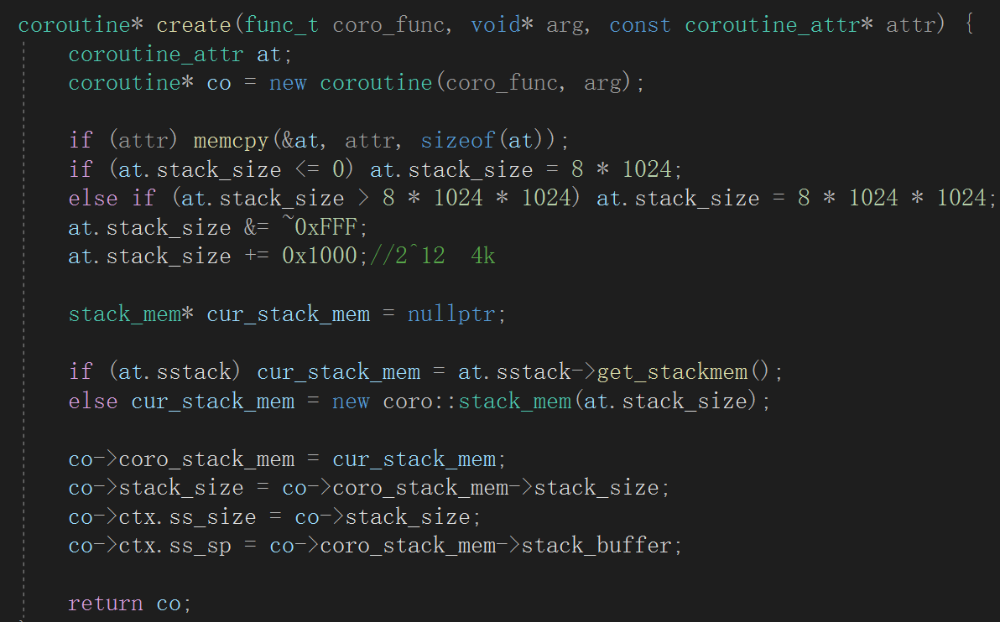 coroutine* create(func_t coro_func, void* arg, const coroutine_attr* attr) {
coroutine_attr at;
coroutine* co = new coroutine(coro_func, arg);
if (attr) memcpy(&at, attr, sizeof(at));
if (at.stack_size <= 0) at.stack_size = 8 * 1024;
else if (at.stack_size > 8 * 1024 * 1024) at.stack_size = 8 * 1024 * 1024;
at.stack_size &= ~0xFFF;
at.stack_size += 0x1000;//2^12  4k
stack_mem* cur_stack_mem = nullptr;
if (at.sstack) cur_stack_mem = at.sstack->get_stackmem();
else cur_stack_mem = new coro::stack_mem(at.stack_size);
co->coro_stack_mem = cur_stack_mem;
co->stack_size = co->coro_stack_mem->stack_size;
co->ctx.ss_size = co->stack_size;
co->ctx.ss_sp = co->coro_stack_mem->stack_buffer;
return co;